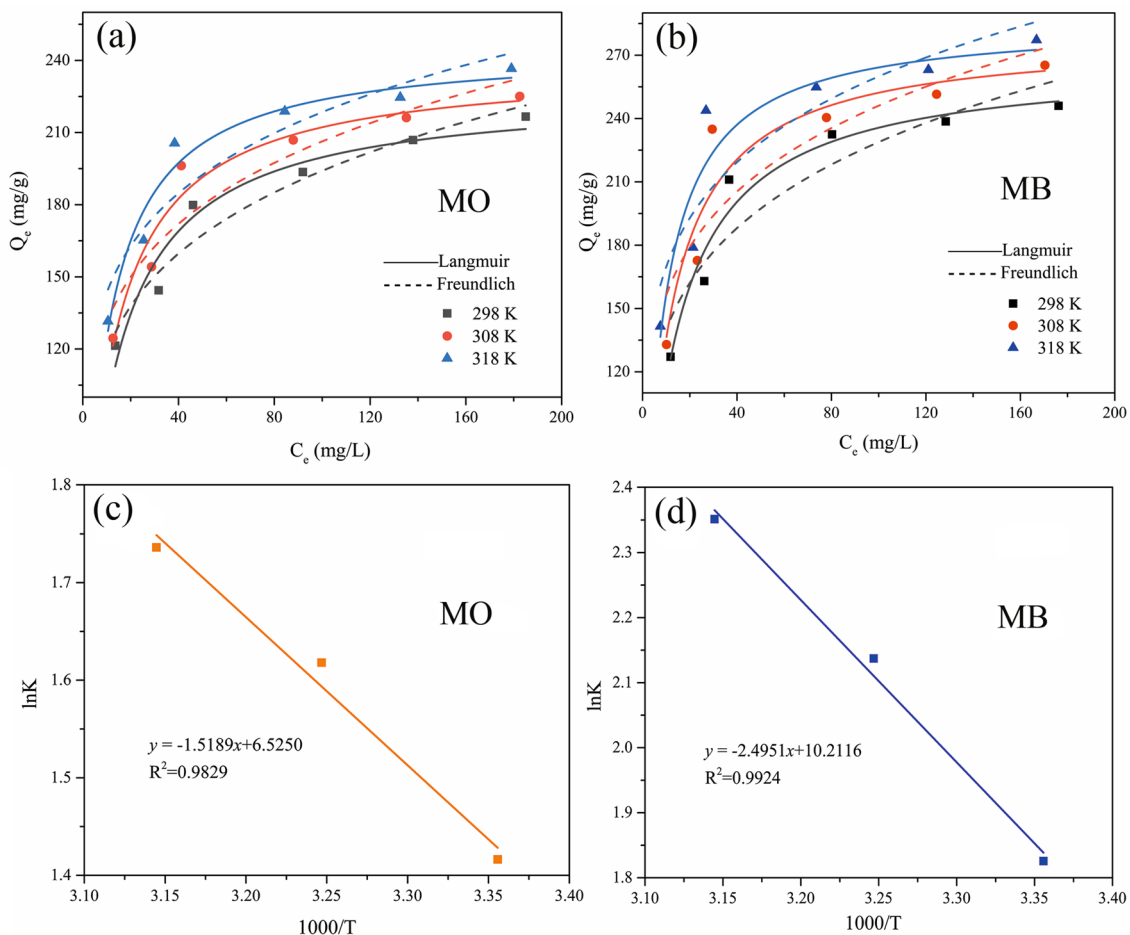 (a)
MO
Langmuir
Freundlich
298 K
308 K
318 K
Qe (mg/g)
240
210
180
150
120
0 40 80 120 160 200
Ce (mg/L)
(b)
MB
Langmuir
Freundlich
298 K
308 K
318 K
Qe (mg/g)
270
240
210
180
150
120
0 40 80 120 160 200
Ce (mg/L)
(c)
MO
y = -1.5189x+6.5250
R²=0.9829
lnK
1.8
1.7
1.6
1.5
1.4
3.10 3.15 3.20 3.25 3.30 3.35 3.40
1000/T
(d)
MB
y = -2.4951x+10.2116
R²=0.9924
lnK
2.4
2.3
2.2
2.1
2.0
1.9
1.8
3.10 3.15 3.20 3.25 3.30 3.35 3.40
1000/T